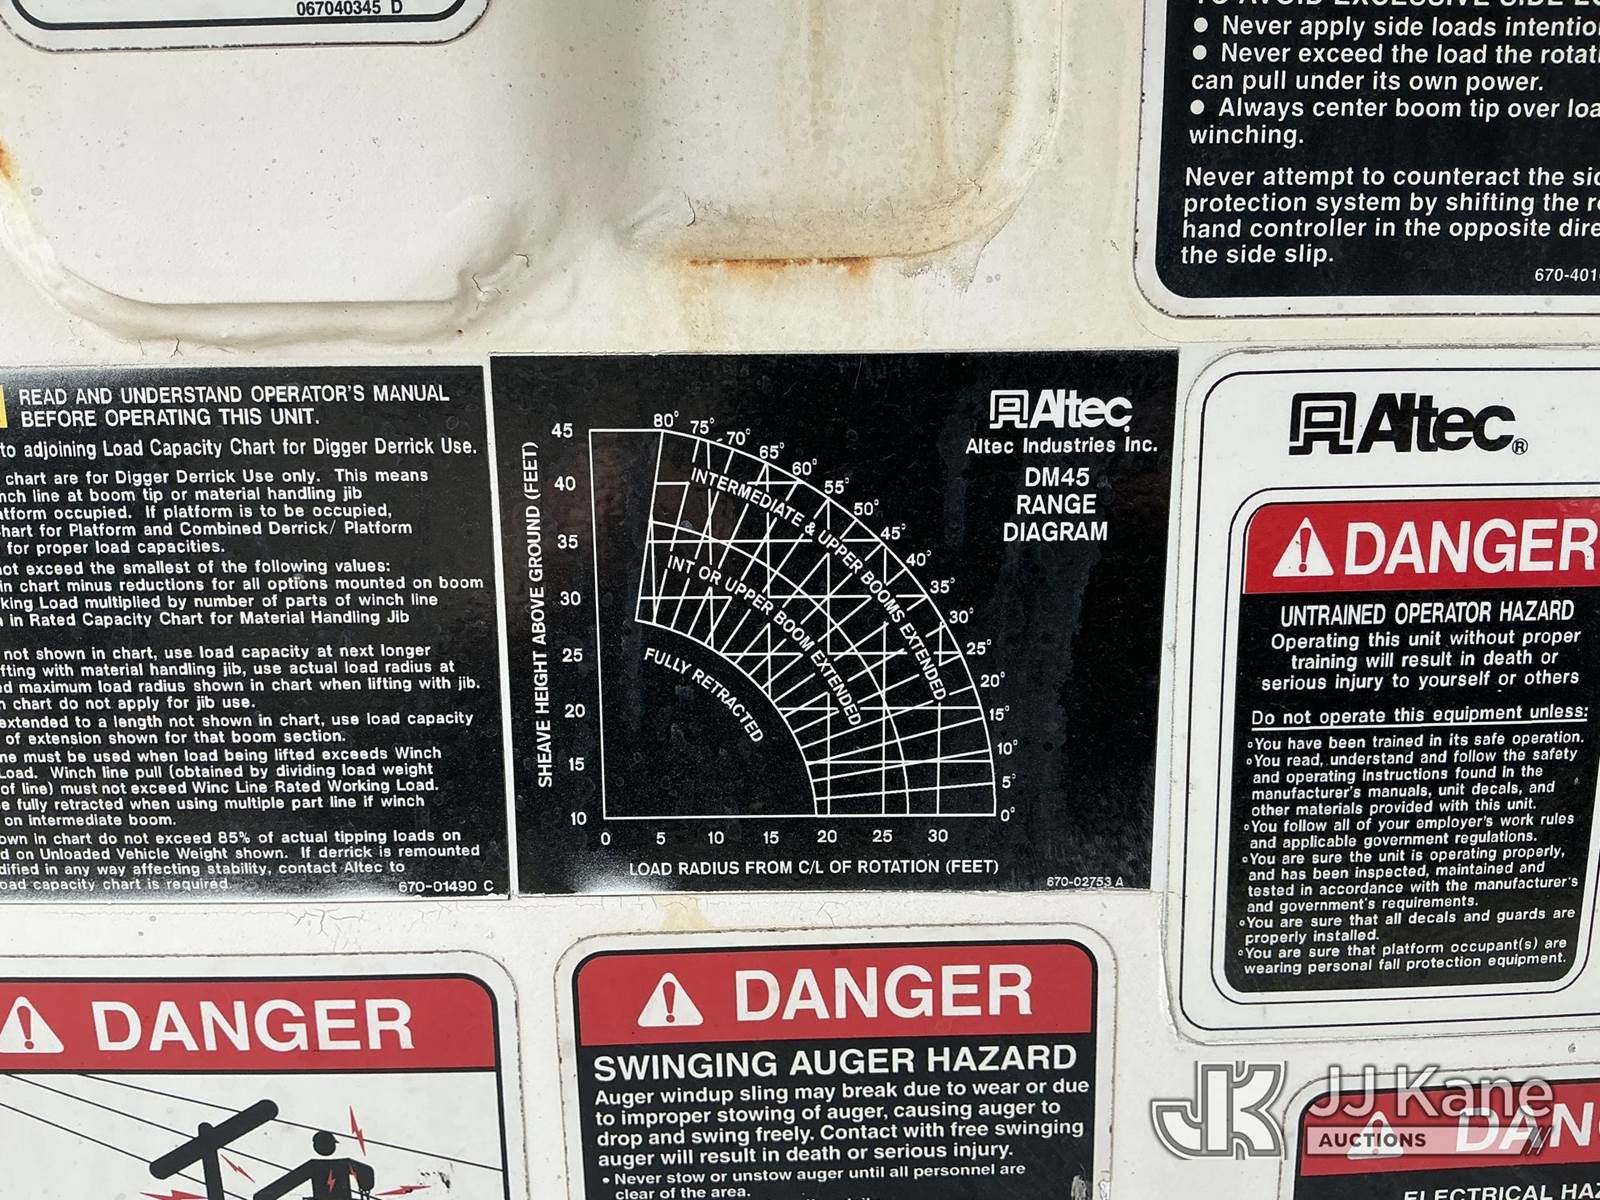 067040345 D
TO AVOID EXCESSIVE SIDE
● Never apply side loads
● Never exceed the load the
can pull under its own power.
● Always center boom tip over
winching.
Never attempt to counteract the
protection system by shifting the
hand controller in the opposite
the side slip.
READ AND UNDERSTAND OPERATOR'S MANUAL
BEFORE OPERATING THIS UNIT.
to adjoining Load Capacity Chart for Digger Derrick Use.
chart are for Digger Derrick Use only. This means
line at boom tip or material handling jib
occupied. If platform is to be occupied,
for Platform and Combined Derrick/ Platform
for proper load capacities.
not exceed the smallest of the following values:
in chart minus reductions for all options mounted on boom
Load multiplied by number of parts of winch line
in Rated Capacity Chart for Material Handling Jib
not shown in chart, use load capacity at next longer
with material handling jib, use actual load radius at
maximum load radius shown in chart when lifting with jib.
chart do not apply for jib use.
extended to a length not shown in chart, use load capacity
of extension shown for that boom section.
must be used when load being lifted exceeds Winch
Load. Winch line pull (obtained by dividing load weight
of line) must not exceed Winc Line Rated Working Load.
fully retracted when using multiple part line if winch
on intermediate boom.
in chart do not exceed 85% of actual tipping loads on
on Unloaded Vehicle Weight shown. If derrick is remounted
in any way affecting stability, contact Altec to
load capacity chart is required.
670-01490 C
Altec
Altec Industries Inc.
DM45
RANGE
DIAGRAM
SHEAVE HEIGHT ABOVE GROUND (FEET)
45
40
35
30
25
20
15
10
80°
75°
70°
65°
60°
55°
50°
45°
40°
35°
30°
25°
20°
15°
10°
5°
0°
INTERMEDIATE & UPPER BOOMS EXTENDED
INT OR UPPER BOOM EXTENDED
FULLY RETRACTED
0 5 10 15 20 25 30
LOAD RADIUS FROM C/L OF ROTATION (FEET)
670-02753 A
Altec®
DANGER
UNTRAINED OPERATOR HAZARD
Operating this unit without proper
training will result in death or
serious injury to yourself or others
Do not operate this equipment unless:
◦You have been trained in its safe operation.
◦You read, understand and follow the safety
and operating instructions found in the
manufacturer's manuals, unit decals, and
other materials provided with this unit.
◦You follow all of your employer's work rules
and applicable government regulations.
◦You are sure the unit is operating properly,
and has been inspected, maintained and
tested in accordance with the manufacturer's
and government's requirements.
◦You are sure that all decals and guards are
properly installed.
◦You are sure that platform occupant(s) are
wearing personal fall protection equipment.
DANGER
DANGER
SWINGING AUGER HAZARD
Auger windup sling may break due to wear or due
to improper stowing of auger, causing auger to
drop and swing freely. Contact with free swinging
auger will result in death or serious injury.
• Never stow or unstow auger until all personnel are
clear of the area.
JK JJ Kane
AUCTIONS
ELECTRICAL